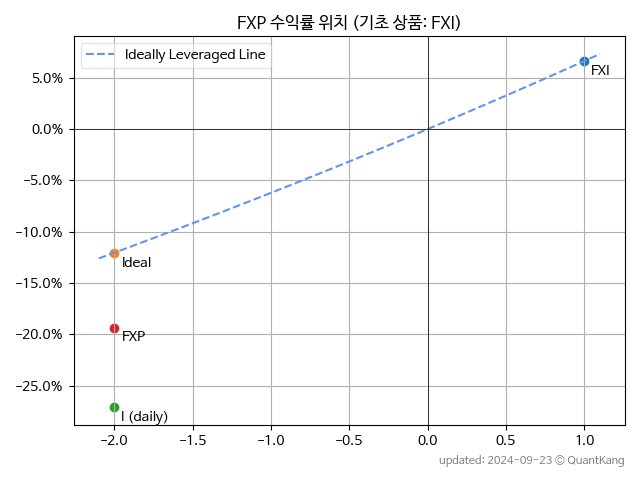 FXP 수익률 위치 (기초 상품: FXI)
Ideally Leveraged Line
5.0%
0.0%
−5.0%
−10.0%
−15.0%
−20.0%
−25.0%
FXI
Ideal
FXP
I (daily)
−2.0 −1.5 −1.0 −0.5 0.0 0.5 1.0
updated: 2024-09-23 © QuantKang